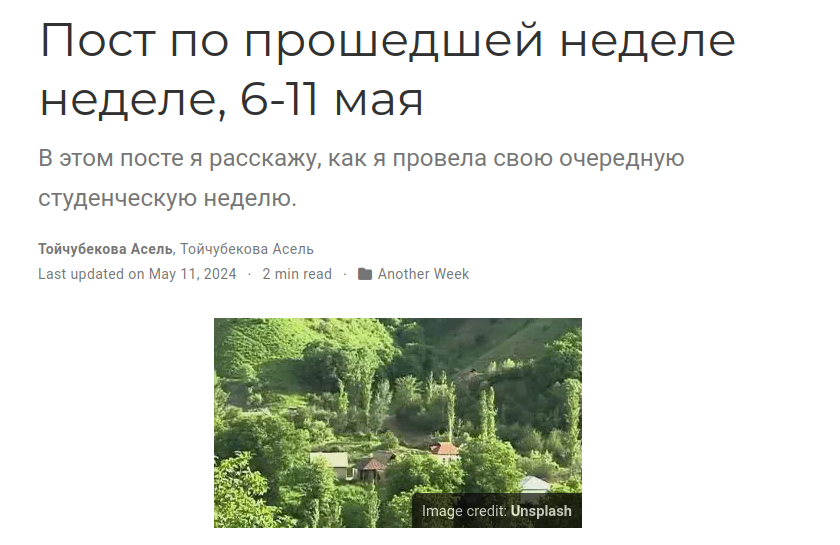 Пост по прошедшей неделе
неделе, 6-11 мая
В этом посте я расскажу, как я провела свою очередную
студенческую неделю.
Тойчубекова Асель, Тойчубекова Асель
Last updated on May 11, 2024 · 2 min read · Another Week
Image credit: Unsplash